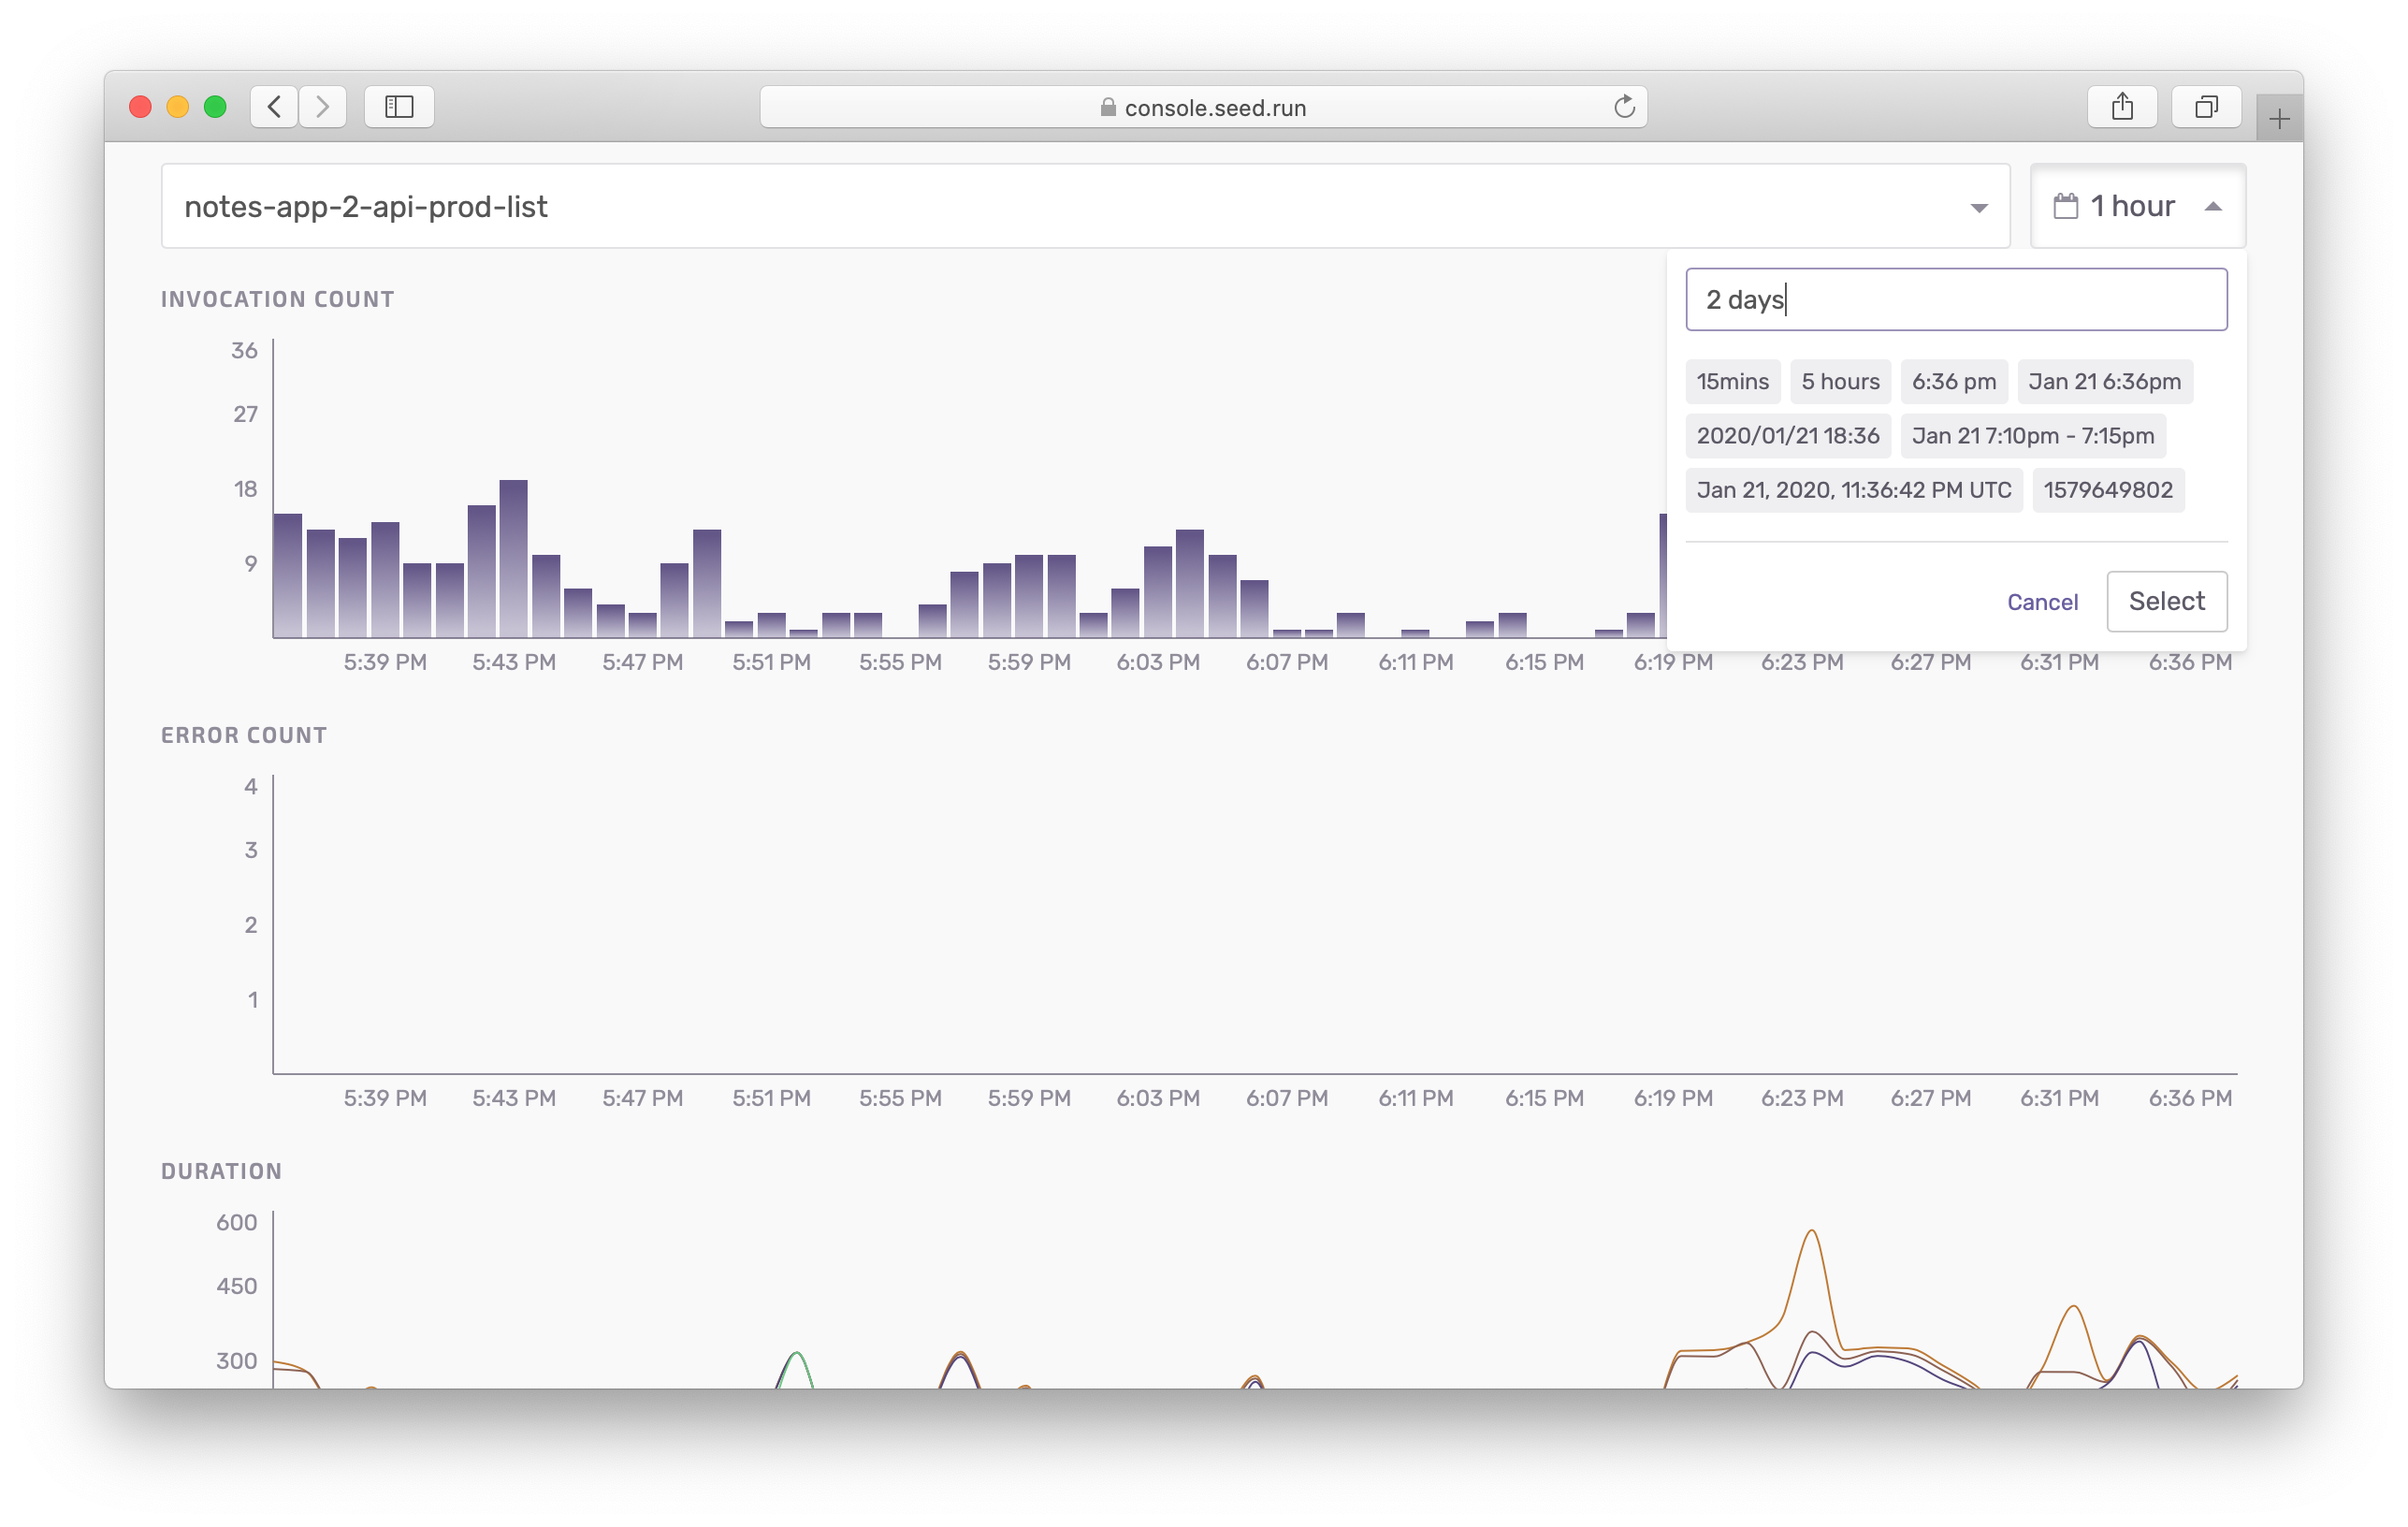 console.seed.run
notes-app-2-api-prod-list
1 hour
2 days
15mins 5 hours 6:36 pm Jan 21 6:36pm
2020/01/21 18:36 Jan 21 7:10pm - 7:15pm
Jan 21, 2020, 11:36:42 PM UTC 1579649802
Cancel Select
INVOCATION COUNT
36
27
18
9
5:39 PM 5:43 PM 5:47 PM 5:51 PM 5:55 PM 5:59 PM 6:03 PM 6:07 PM 6:11 PM 6:15 PM 6:19 PM 6:23 PM 6:27 PM 6:31 PM 6:36 PM
ERROR COUNT
4
3
2
1
5:39 PM 5:43 PM 5:47 PM 5:51 PM 5:55 PM 5:59 PM 6:03 PM 6:07 PM 6:11 PM 6:15 PM 6:19 PM 6:23 PM 6:27 PM 6:31 PM 6:36 PM
DURATION
600
450
300